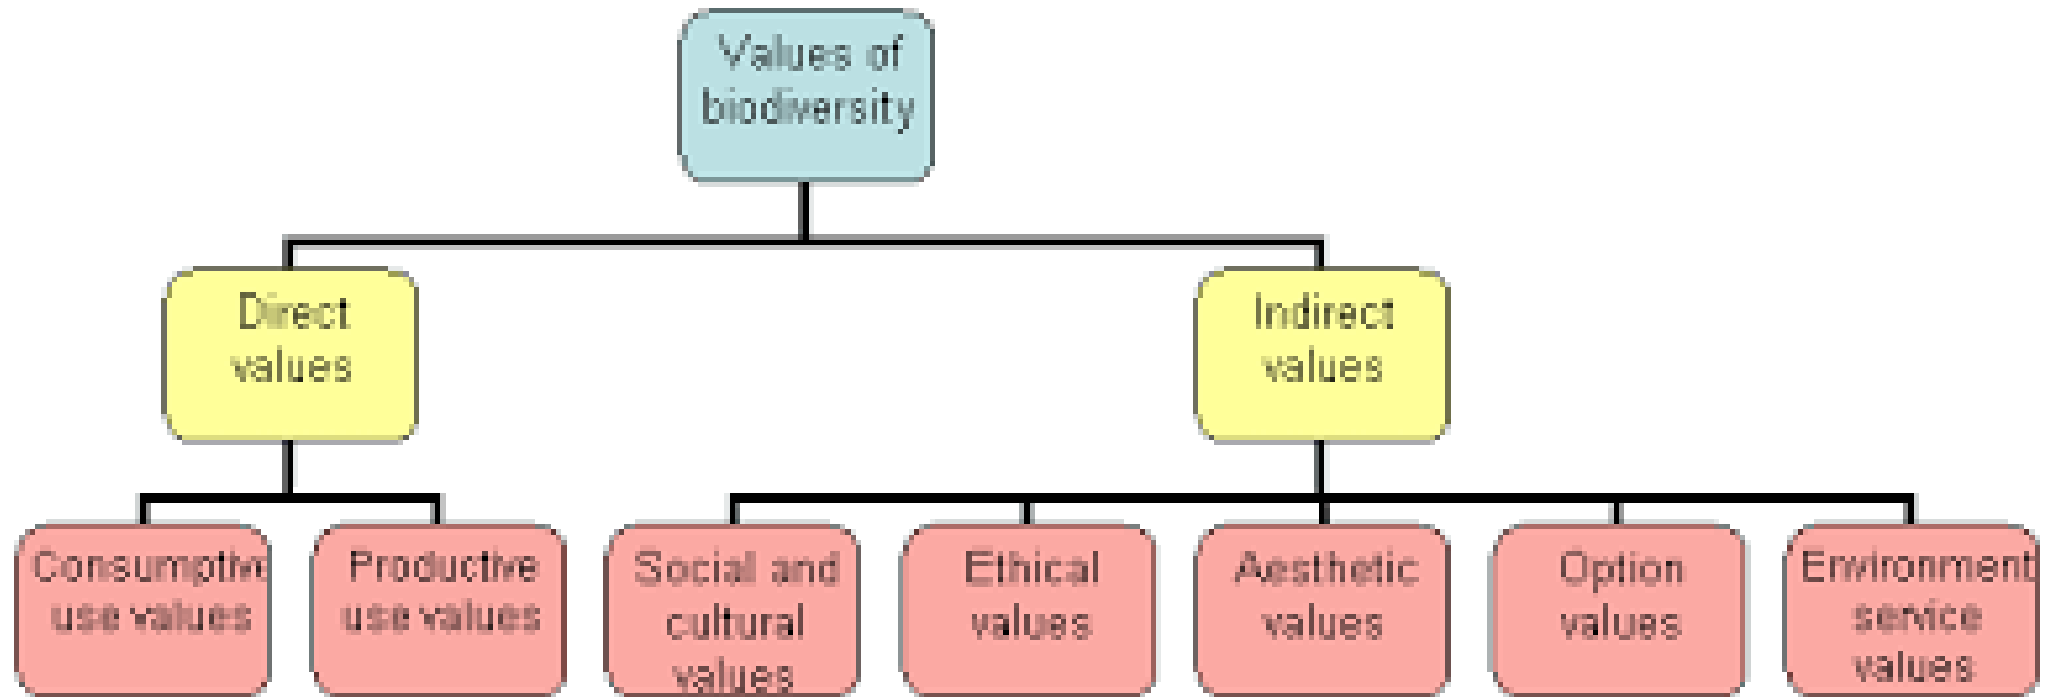 Values of
biodiversity
Direct
values
Indirect
values
Consumptive
use values
Productive
use values
Social and
cultural
values
Ethical
values
Aesthetic
values
Option
values
Environment
service
values